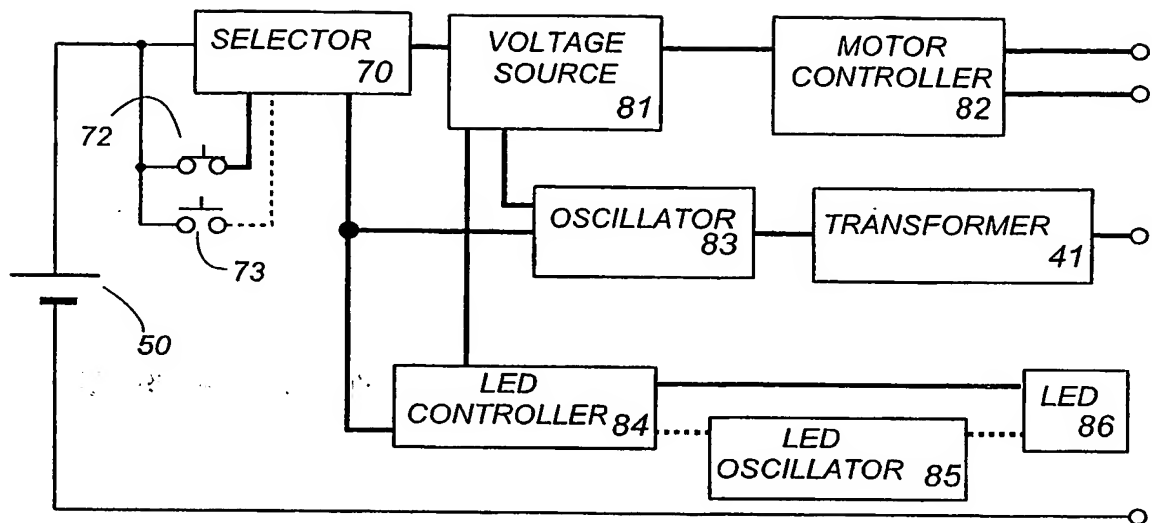 SELECTOR
70
VOLTAGE
SOURCE
81
MOTOR
CONTROLLER
82
72
73
50
OSCILLATOR
83
TRANSFORMER
41
LED
CONTROLLER
84
LED
OSCILLATOR
85
LED
86